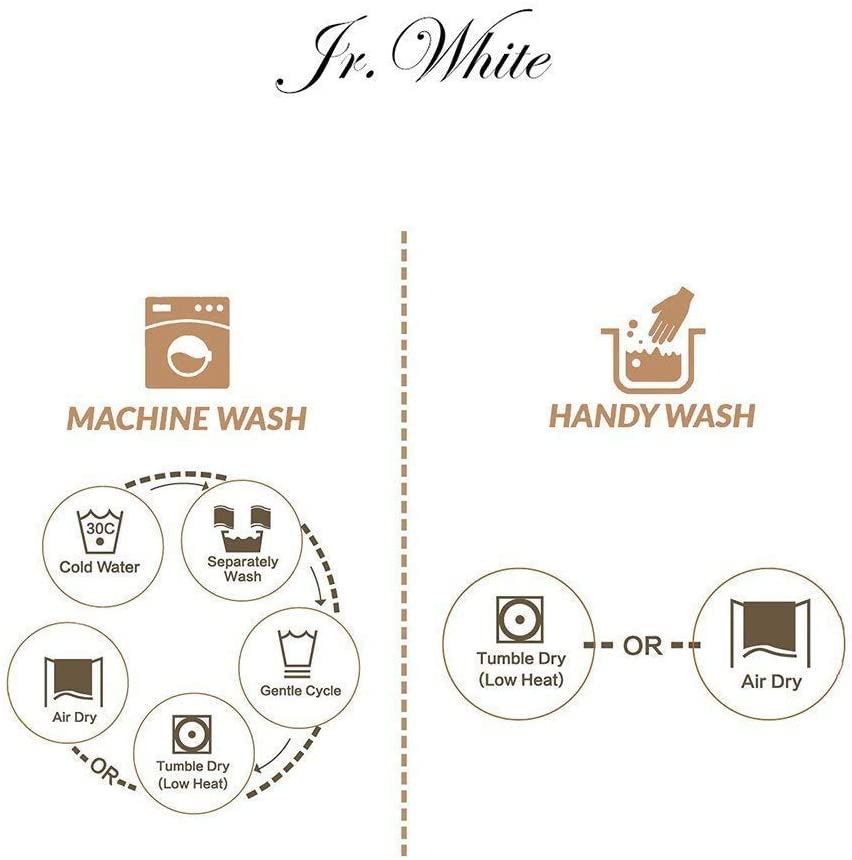 Jr. White
MACHINE WASH
30C
Cold Water
Separately
Wash
Gentle Cycle
Tumble Dry
(Low Heat)
OR
Air Dry
HANDY WASH
Tumble Dry
(Low Heat)
OR
Air Dry